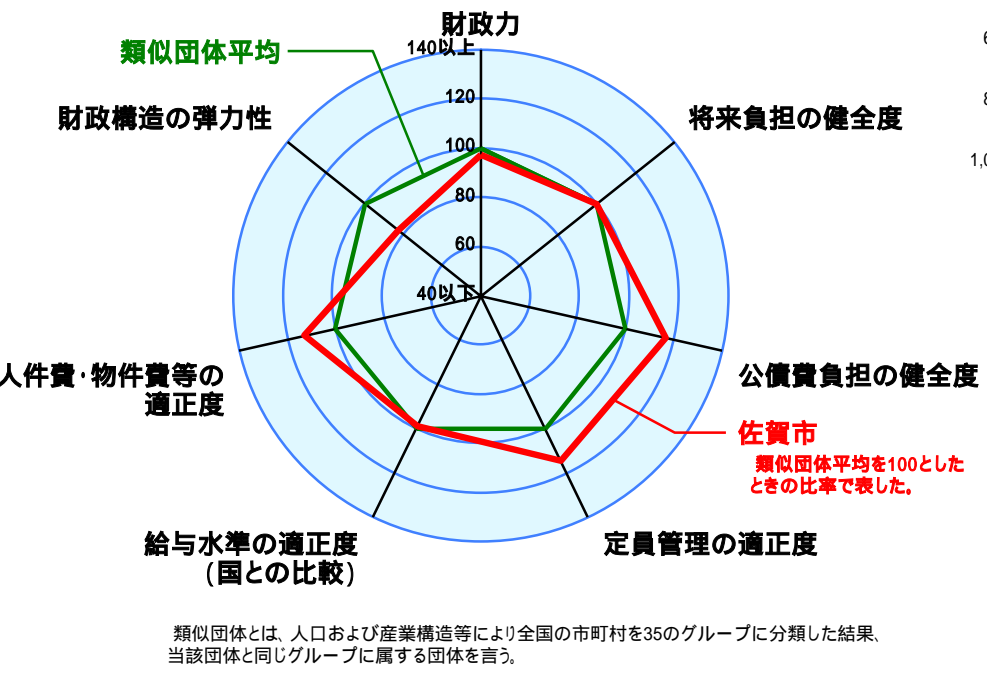 財政力
140以上
類似団体平均
120
財政構造の弾力性
将来負担の健全度
100
80
60
40以下
人件費・物件費等の
適正度
公債費負担の健全度
佐賀市
類似団体平均を100とした
ときの比率で表した。
給与水準の適正度
(国との比較)
定員管理の適正度
類似団体とは、人口および産業構造等により全国の市町村を35のグループに分類した結果、
当該団体と同じグループに属する団体を言う。